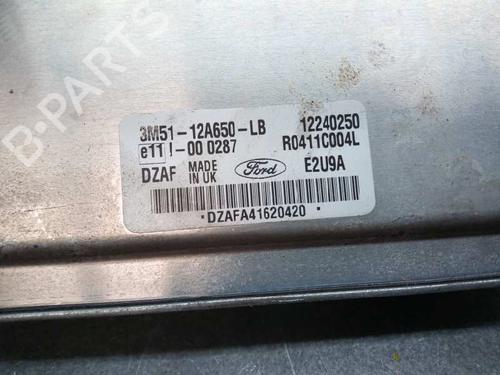 3M51-12A650-LB 12240250
e11 !-00 0287 R0411C004L
DZAF MADE IN UK Ford E2U9A
· DZAFA41620420 ·
B-PARTS